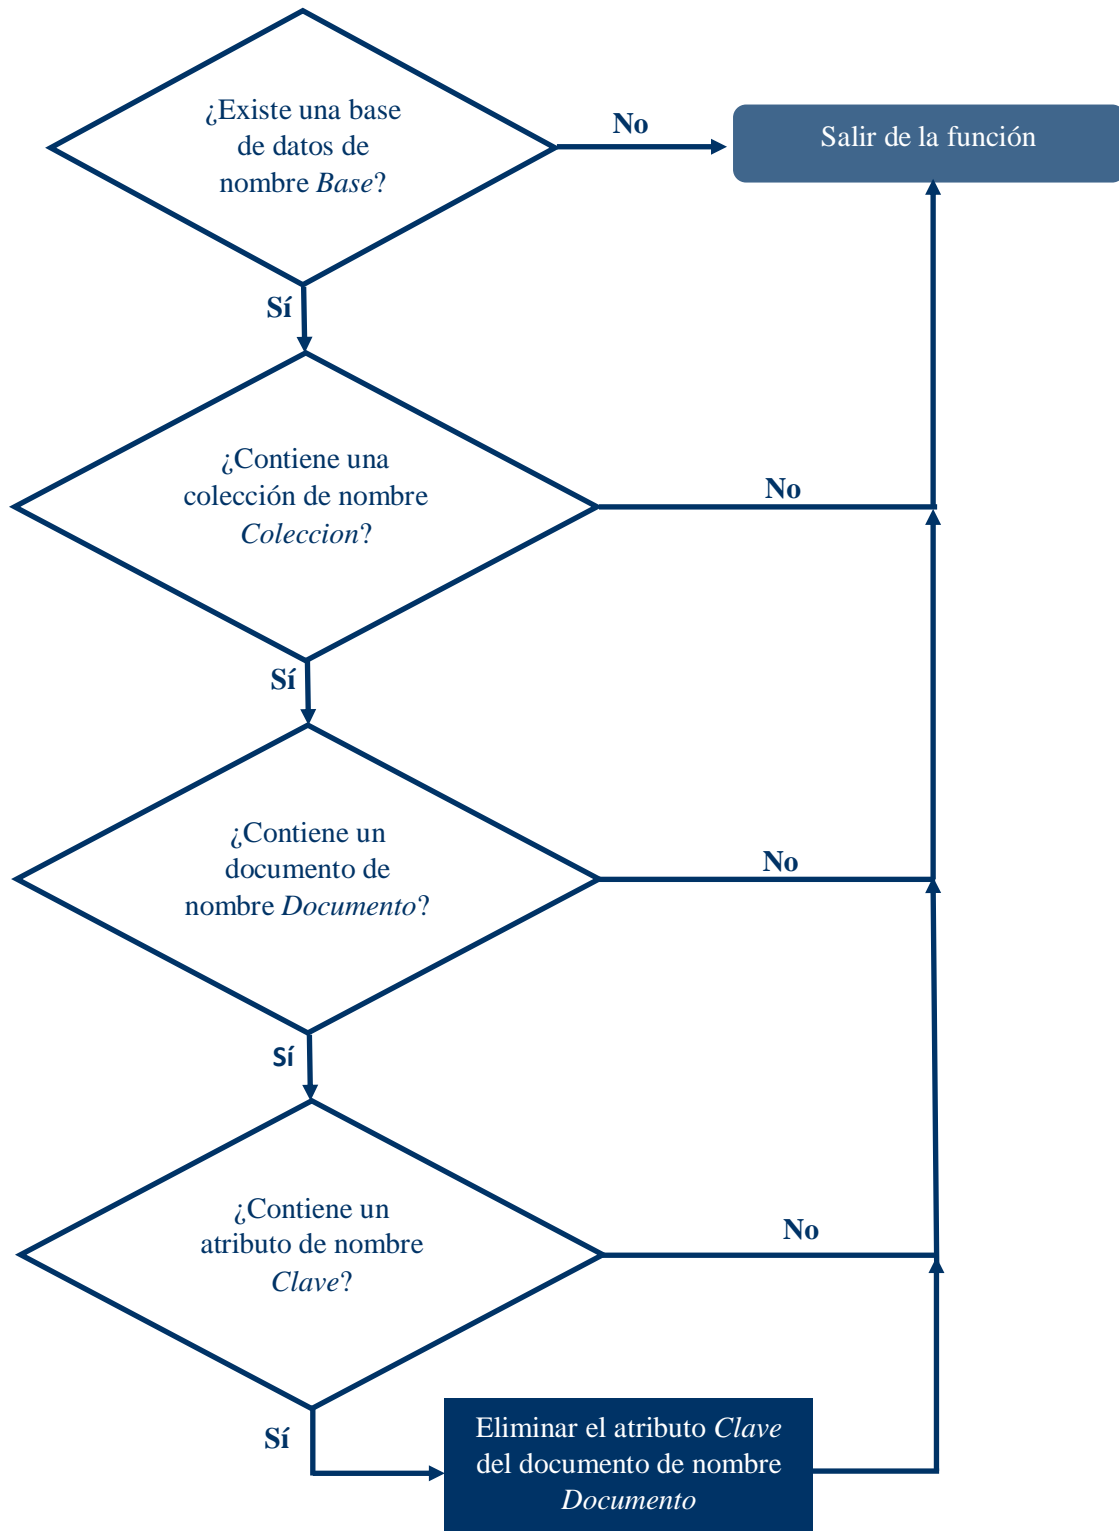 ¿Existe una base
de datos de
nombre Base?
No
Salir de la función
Sí
¿Contiene una
colección de nombre
Coleccion?
No
Sí
¿Contiene un
documento de
nombre Documento?
No
Sí
¿Contiene un
atributo de nombre
Clave?
No
Sí
Eliminar el atributo Clave
del documento de nombre
Documento